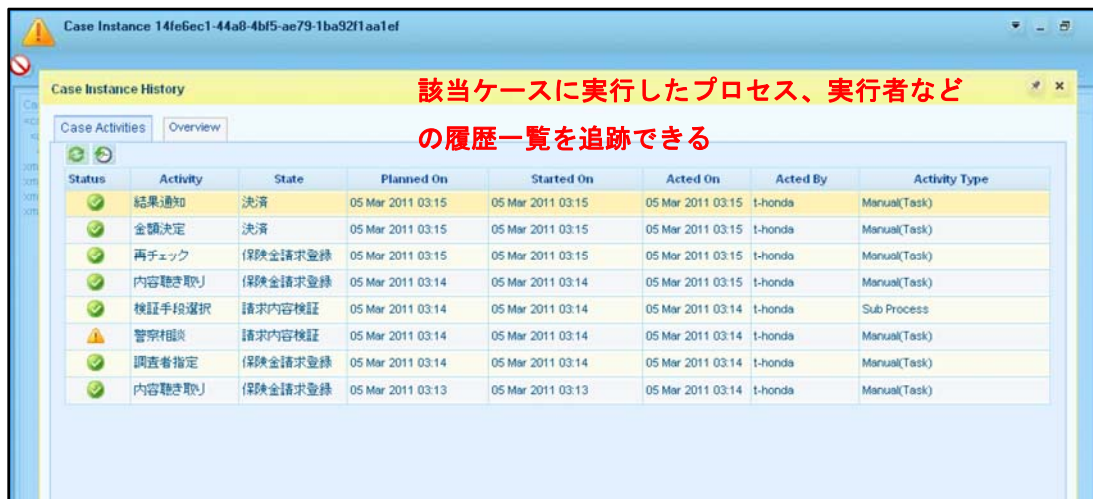 Case Instance 14fe6ec1-44a8-4bf5-ae79-1ba92f1aa1ef
Case Instance History
該当ケースに実行したプロセス、実行者など
の履歴一覧を追跡できる
Case Activities Overview
Status Activity State Planned On Started On Acted On Acted By Activity Type
結果通知 決済 05 Mar 2011 03:15 05 Mar 2011 03:15 05 Mar 2011 03:15 t-honda Manual(Task)
金額決定 決済 05 Mar 2011 03:15 05 Mar 2011 03:15 05 Mar 2011 03:15 t-honda Manual(Task)
再チェック 保険金請求登録 05 Mar 2011 03:15 05 Mar 2011 03:15 05 Mar 2011 03:15 t-honda Manual(Task)
内容聴き取り 保険金請求登録 05 Mar 2011 03:14 05 Mar 2011 03:14 05 Mar 2011 03:15 t-honda Manual(Task)
検証手段選択 請求内容検証 05 Mar 2011 03:14 05 Mar 2011 03:14 05 Mar 2011 03:14 t-honda Sub Process
警察相談 請求内容検証 05 Mar 2011 03:14 05 Mar 2011 03:14 05 Mar 2011 03:14 t-honda Manual(Task)
調査者指定 保険金請求登録 05 Mar 2011 03:14 05 Mar 2011 03:14 05 Mar 2011 03:14 t-honda Manual(Task)
内容聴き取り 保険金請求登録 05 Mar 2011 03:13 05 Mar 2011 03:13 05 Mar 2011 03:14 t-honda Manual(Task)